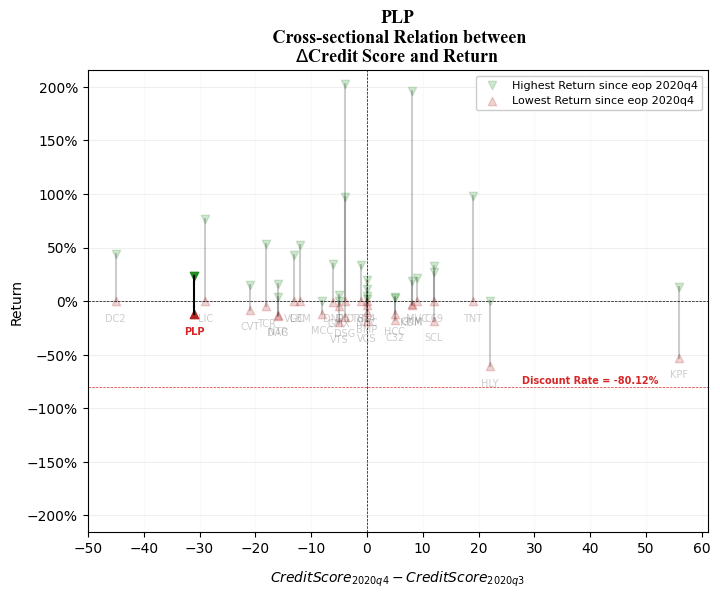 PLP
Cross-sectional Relation between
ΔCredit Score and Return
Highest Return since eop 2020q4
Lowest Return since eop 2020q4
200%
150%
100%
50%
0%
−50%
−100%
−150%
−200%
Return
DC2
PLP
LIC
CVT
TCR
MCC
VTS
DSG
VCS
HCC
C32
SCL
TNT
HLY
KPF
Discount Rate = -80.12%
−50
−40
−30
−20
−10
0
10
20
30
40
50
60
CreditScore2020q4 − CreditScore2020q3